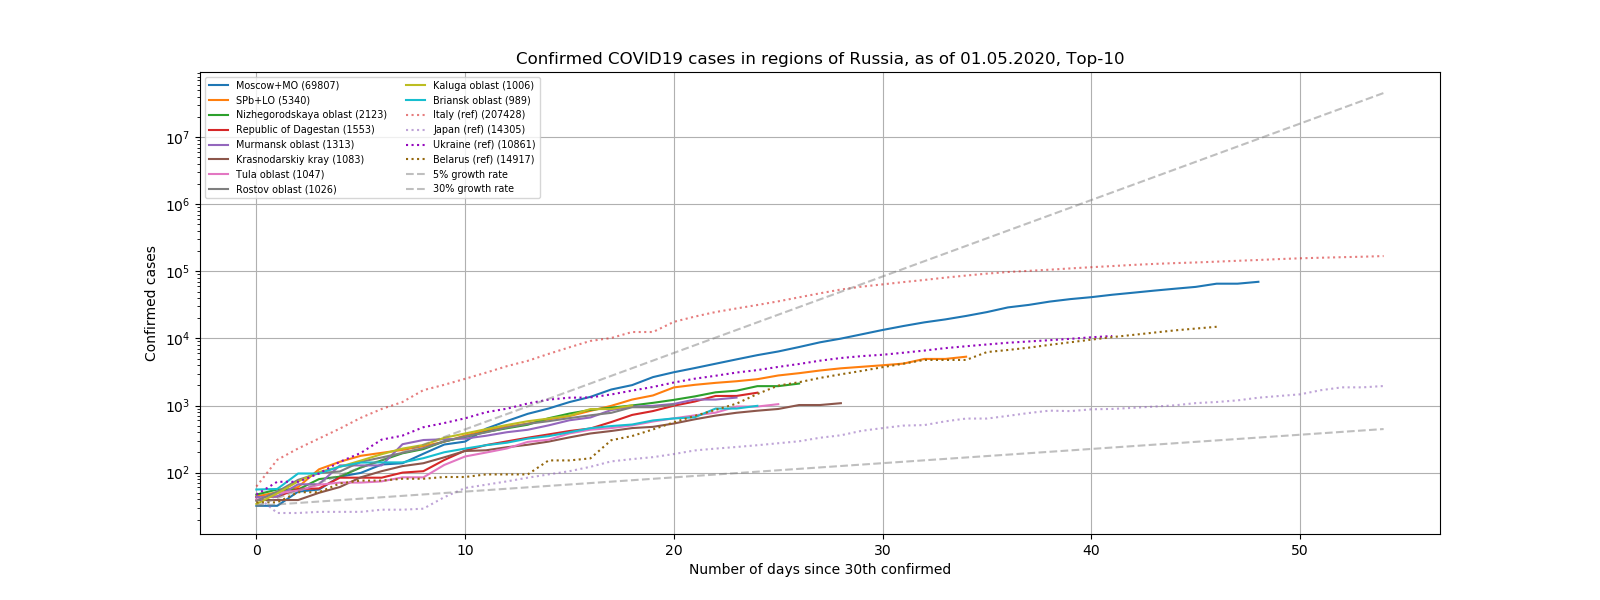 Confirmed COVID19 cases in regions of Russia, as of 01.05.2020, Top-10
Moscow+MO (69807)
SPb+LO (5340)
Nizhegorodskaya oblast (2123)
Republic of Dagestan (1553)
Murmansk oblast (1313)
Krasnodarskiy kray (1083)
Tula oblast (1047)
Rostov oblast (1026)
Kaluga oblast (1006)
Briansk oblast (989)
Italy (ref) (207428)
Japan (ref) (14305)
Ukraine (ref) (10861)
Belarus (ref) (14917)
5% growth rate
30% growth rate
Confirmed cases
10⁷
10⁶
10⁵
10⁴
10³
10²
0 10 20 30 40 50
Number of days since 30th confirmed